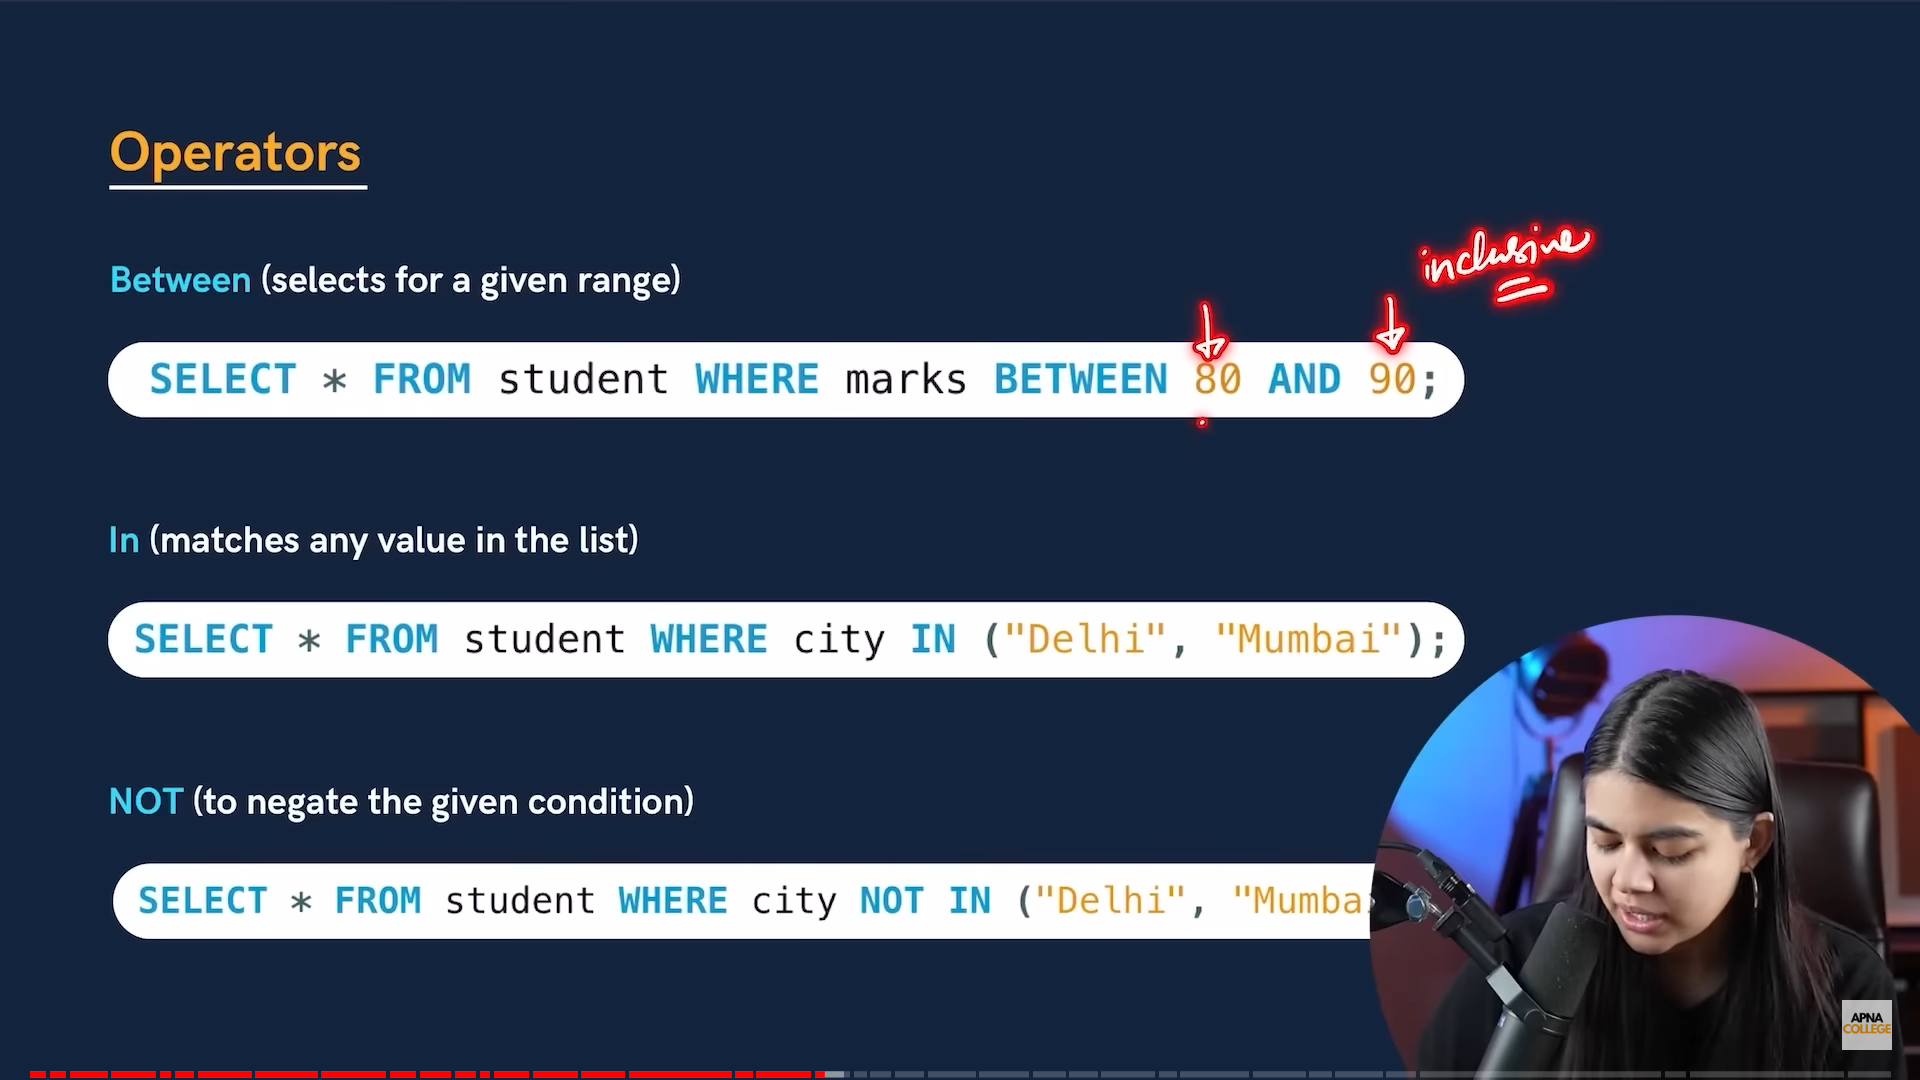 Operators
inclusive
Between (selects for a given range)
SELECT * FROM student WHERE marks BETWEEN 80 AND 90;
In (matches any value in the list)
SELECT * FROM student WHERE city IN ("Delhi", "Mumbai");
NOT (to negate the given condition)
SELECT * FROM student WHERE city NOT IN ("Delhi", "Mumba
APNA
COLLEGE